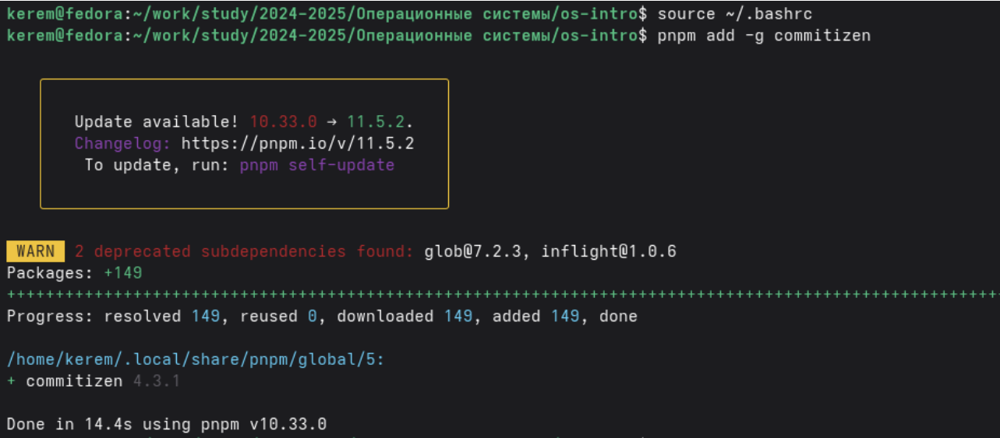 kerem@fedora:~/work/study/2024-2025/Операционные системы/os-intro$ source ~/.bashrc
kerem@fedora:~/work/study/2024-2025/Операционные системы/os-intro$ pnpm add -g commitizen
Update available! 10.33.0 → 11.5.2.
Changelog: https://pnpm.io/v/11.5.2
To update, run: pnpm self-update
WARN 2 deprecated subdependencies found: glob@7.2.3, inflight@1.0.6
Packages: +149
++++++++++++++++++++++++++++++++++++++++++++++++++++++++++++++++++++++++++++++++++++++++++++++++++++++
Progress: resolved 149, reused 0, downloaded 149, added 149, done
/home/kerem/.local/share/pnpm/global/5:
+ commitizen 4.3.1
Done in 14.4s using pnpm v10.33.0